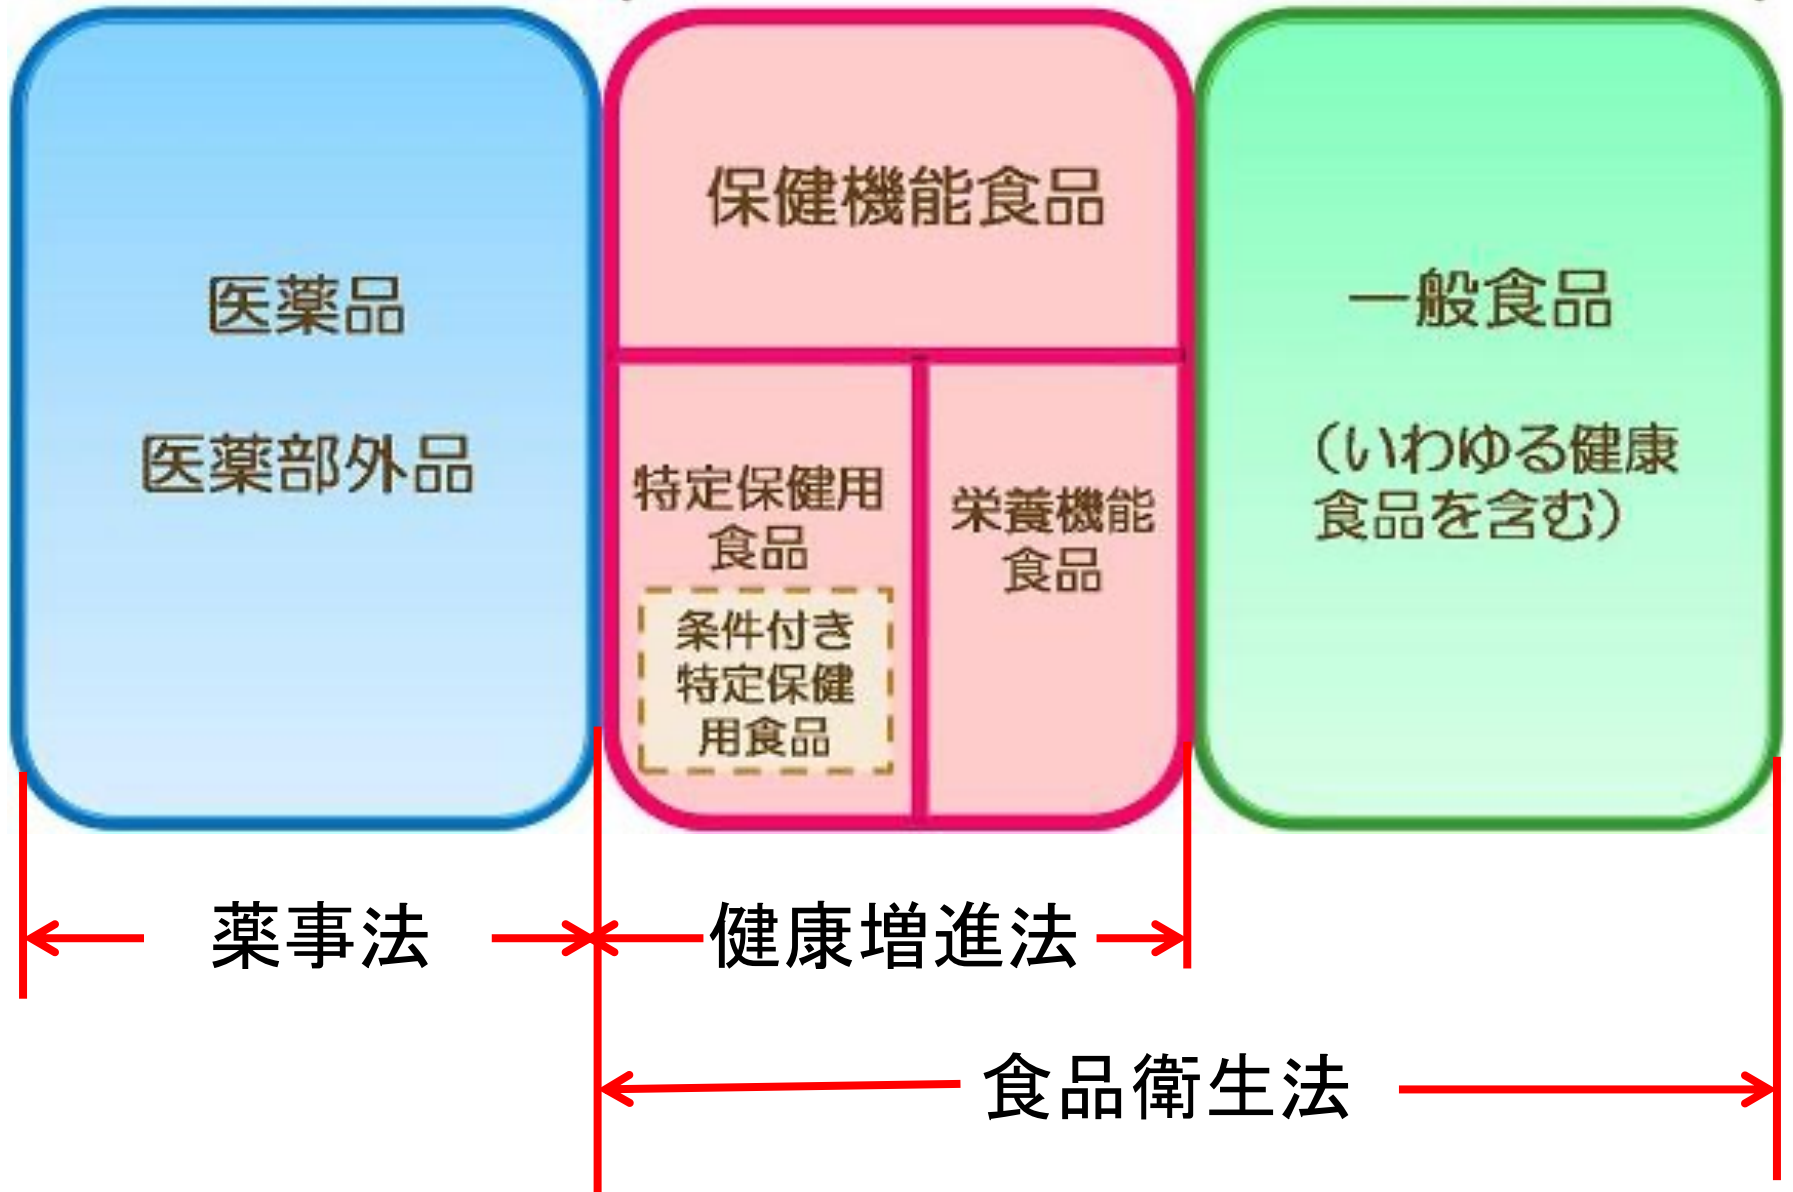 医薬品
医薬部外品
保健機能食品
特定保健用
食品
条件付き
特定保健
用食品
栄養機能
食品
一般食品
（いわゆる健康
食品を含む）
薬事法
健康増進法
食品衛生法